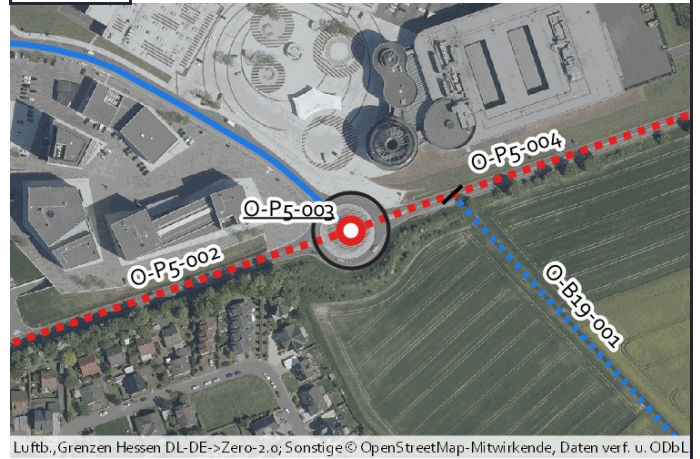 O-P5-004
O-P5-003
O-P5-002
O-B19-001
Luftb.,Grenzen Hessen DL-DE->Zero-2.0; Sonstige © OpenStreetMap-Mitwirkende, Daten verf. u. ODbL